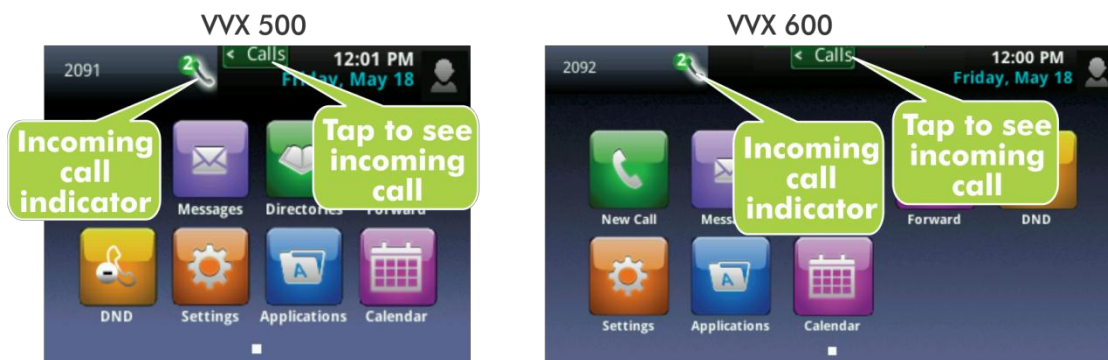 VVX 500
VVX 600
2091
2
< Calls
12:01 PM
Friday, May 18
Incoming
call
indicator
Tap to see
incoming
call
Messages
Directories
Forward
DND
Settings
Applications
Calendar
2092
2
< Calls
12:00 PM
Friday, May 18
Incoming
call
indicator
Tap to see
incoming
call
New Call
Forward
DND
Settings
Applications
Calendar